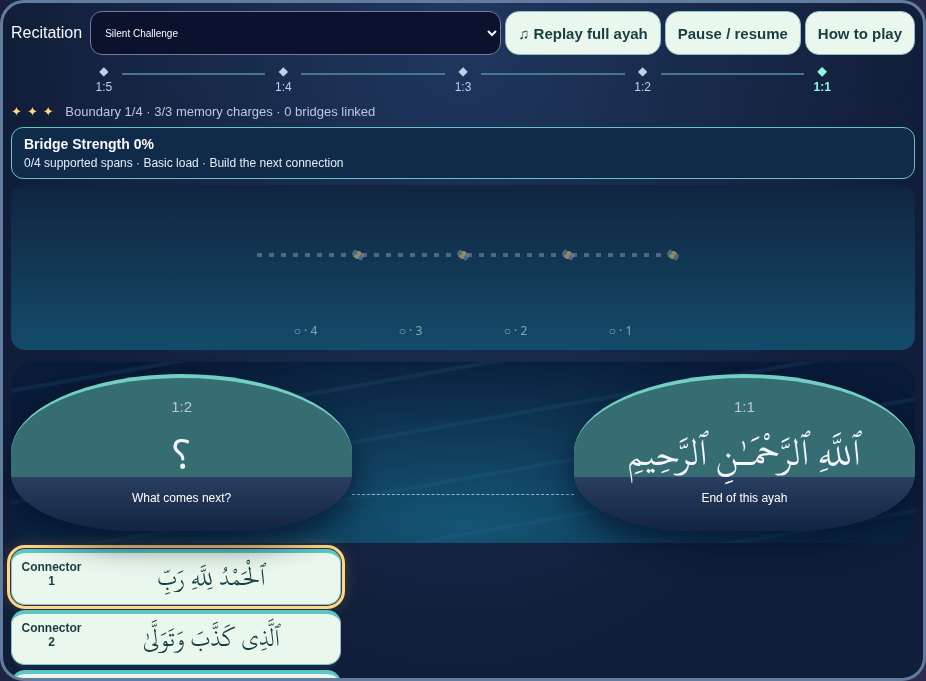 Recitation Silent Challenge ♫ Replay full ayah Pause / resume How to play
1:5 1:4 1:3 1:2 1:1
✦ ✦ ✦ Boundary 1/4 · 3/3 memory charges · 0 bridges linked
Bridge Strength 0%
0/4 supported spans · Basic load · Build the next connection
○ · 4 ○ · 3 ○ · 2 ○ · 1
1:1
ٱللَّهِ ٱلرَّحْمَـٰنِ ٱلرَّحِيمِ
End of this ayah
1:2
؟
What comes next?
Connector 1
ٱلْحَمْدُ لِلَّهِ رَبِّ
Connector 2
ٱلَّذِى كَذَّبَ وَتَوَلَّىٰ